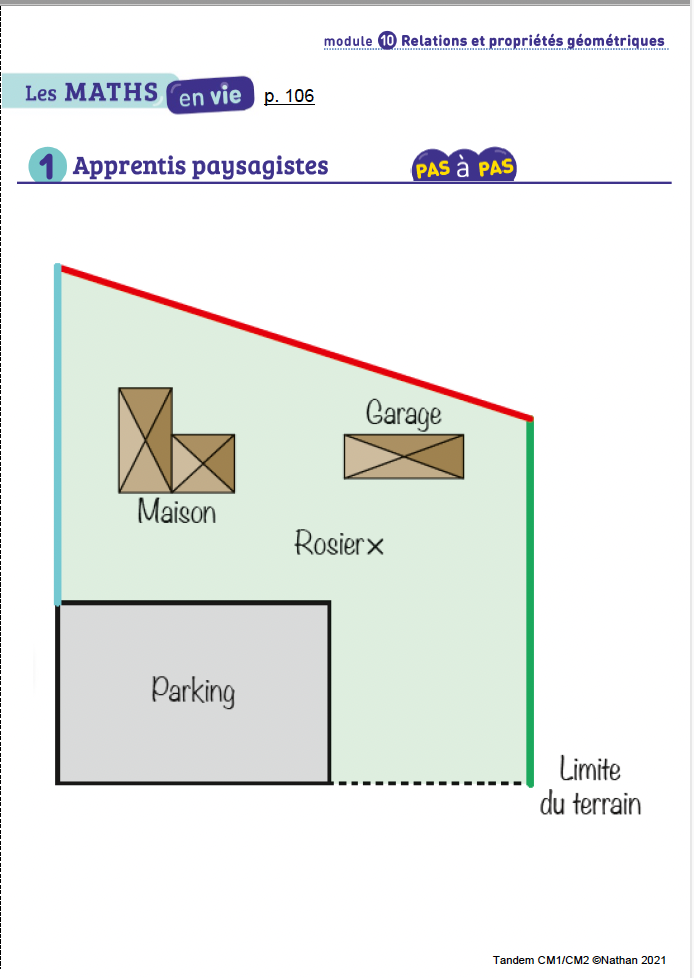 module 10 Relations et propriétés géométriques
Les MATHS en vie p. 106
1 Apprentis paysagistes PAS à PAS
Garage
Maison
Rosier
Parking
Limite
du terrain
Tandem CM1/CM2 ©Nathan 2021